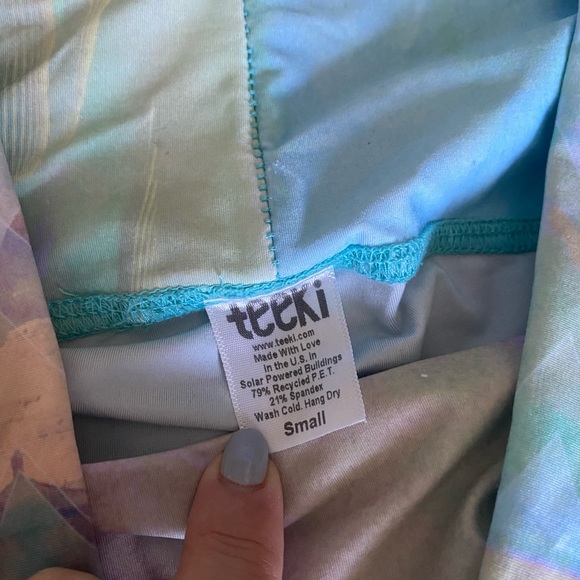 teeki
www.teeki.com
Made With Love
In the U.S. in
Solar Powered Buildings
79% Recycled P.E.T.
21% Spandex
Wash Cold. Hang Dry
Small